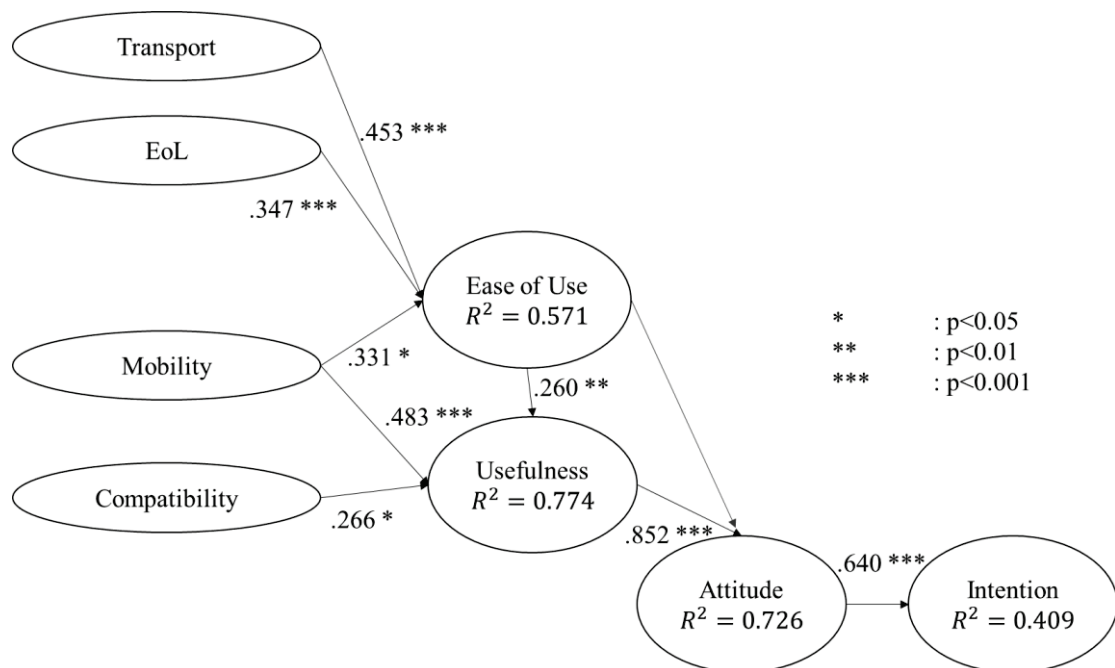 Transport
.453 ***
EoL
.347 ***
Ease of Use
R² = 0.571
* : p<0.05
** : p<0.01
*** : p<0.001
Mobility
.331 *
.260 **
.483 ***
Usefulness
R² = 0.774
Compatibility
.266 *
.852 ***
.640 ***
Attitude
R² = 0.726
Intention
R² = 0.409